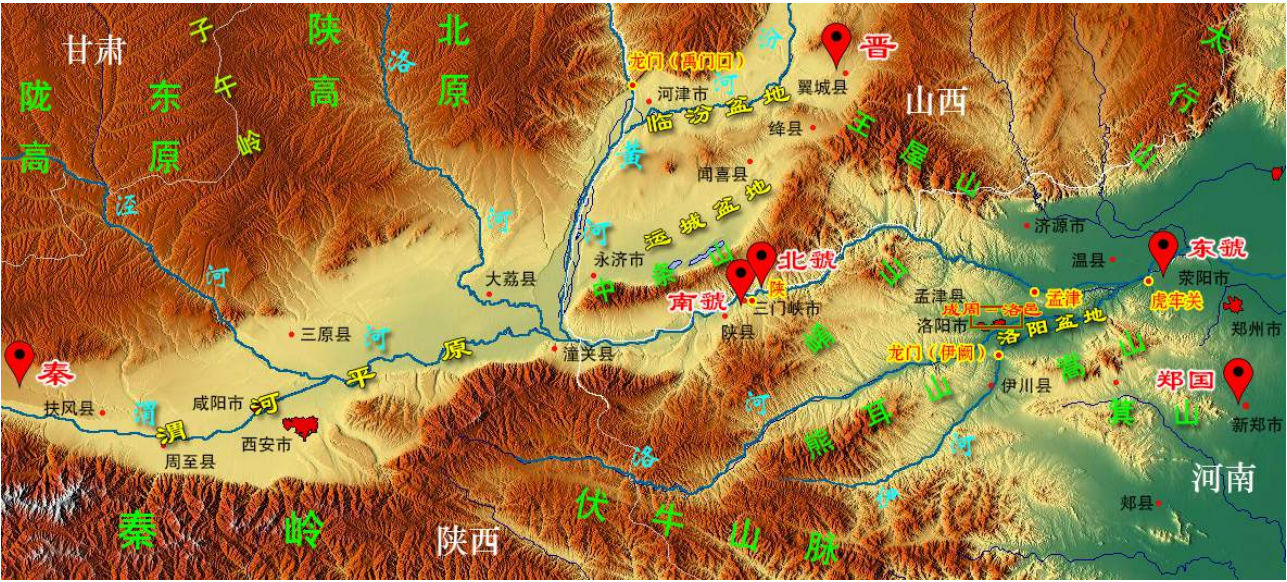 甘肃
子午岭
陕北高原
陇东高原
洛河
龙门（禹门口）
汾河
晋
翼城县
太行山
山西
河津市
临汾盆地
绛县
王屋山
黄河
闻喜县
泾河
运城盆地
永济市
中条山
大荔县
北虢
南虢
陕
三门峡市
陕县
崤山
济源市
温县
东虢
荥阳市
虎牢关
孟津县
孟津
成周－洛邑
洛阳市
洛阳盆地
郑州市
三原县
河
渭河平原
潼关县
龙门（伊阙）
伊川县
嵩山
郑国
箕山
新郑市
秦
扶风县
咸阳市
渭
西安市
周至县
熊耳山
洛河
伊河
河南
郏县
秦岭
陕西
伏牛山脉